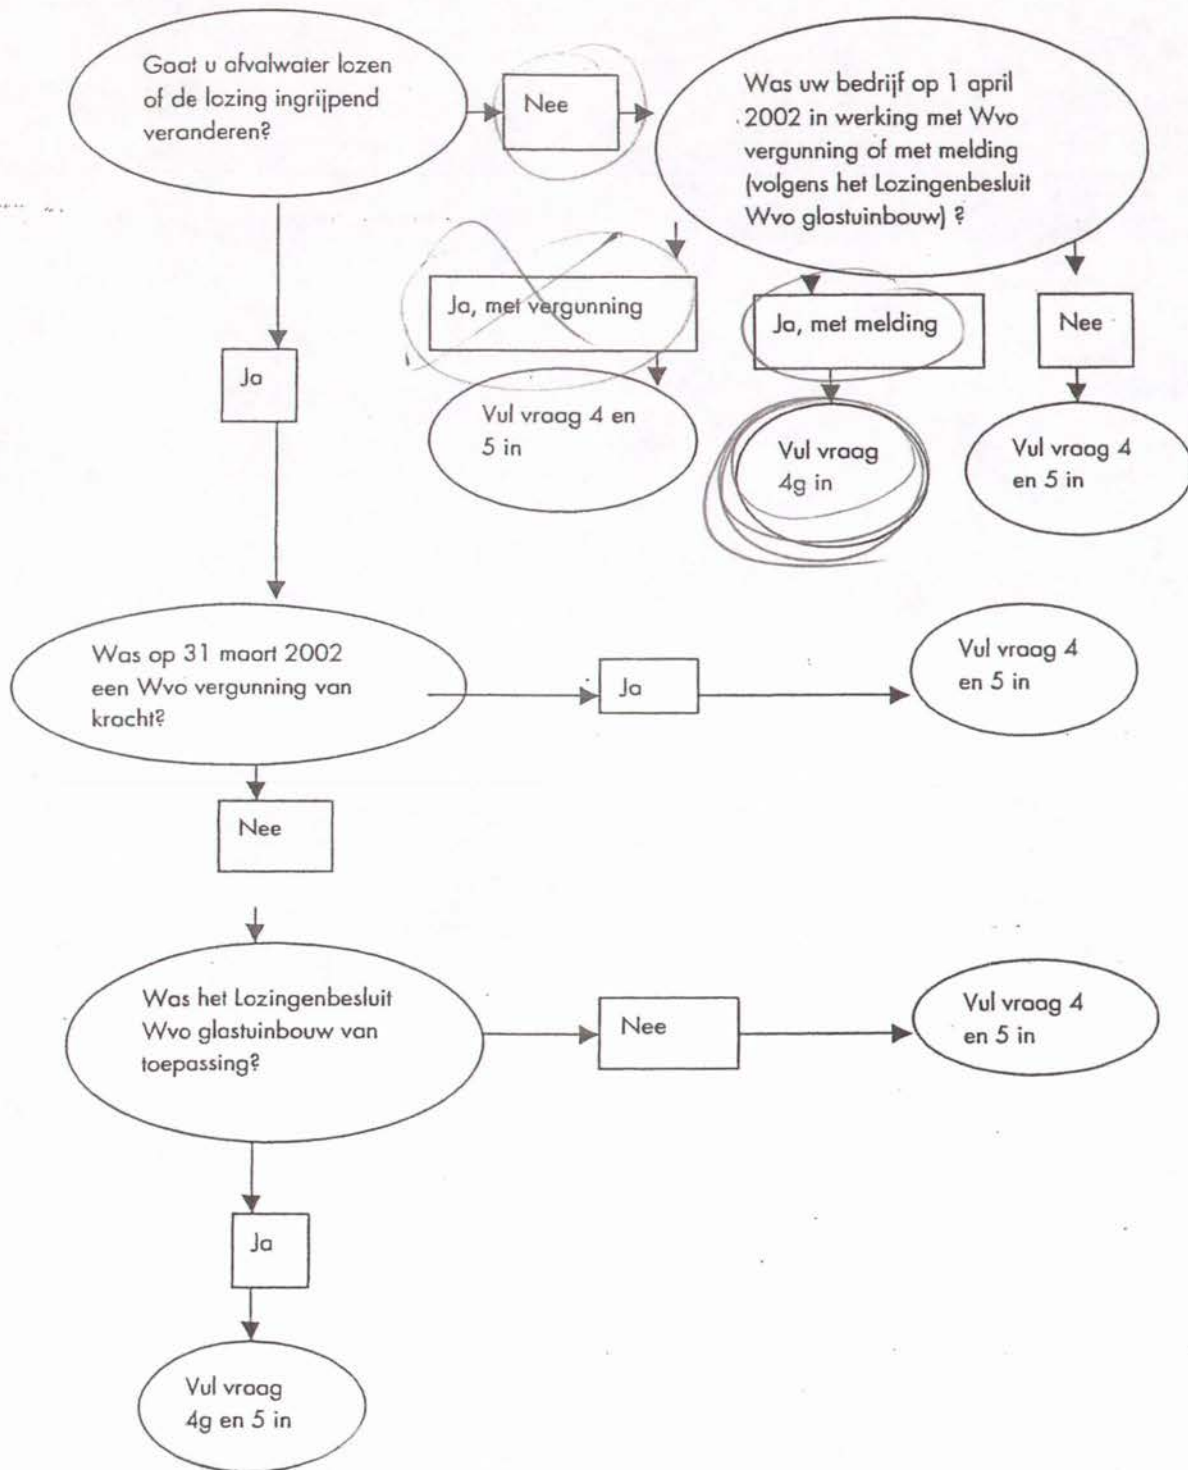 Gaat u afvalwater lozen
of de lozing ingrijpend
veranderen?
Nee
Was uw bedrijf op 1 april
2002 in werking met Wvo
vergunning of met melding
(volgens het Lozingenbesluit
Wvo glastuinbouw) ?
Ja, met vergunning
Ja, met melding
Nee
Ja
Vul vraag 4 en
5 in
Vul vraag
4g in
Vul vraag 4
en 5 in
Was op 31 maart 2002
een Wvo vergunning van
kracht?
Ja
Vul vraag 4
en 5 in
Nee
Was het Lozingenbesluit
Wvo glastuinbouw van
toepassing?
Nee
Vul vraag 4
en 5 in
Ja
Vul vraag
4g en 5 in